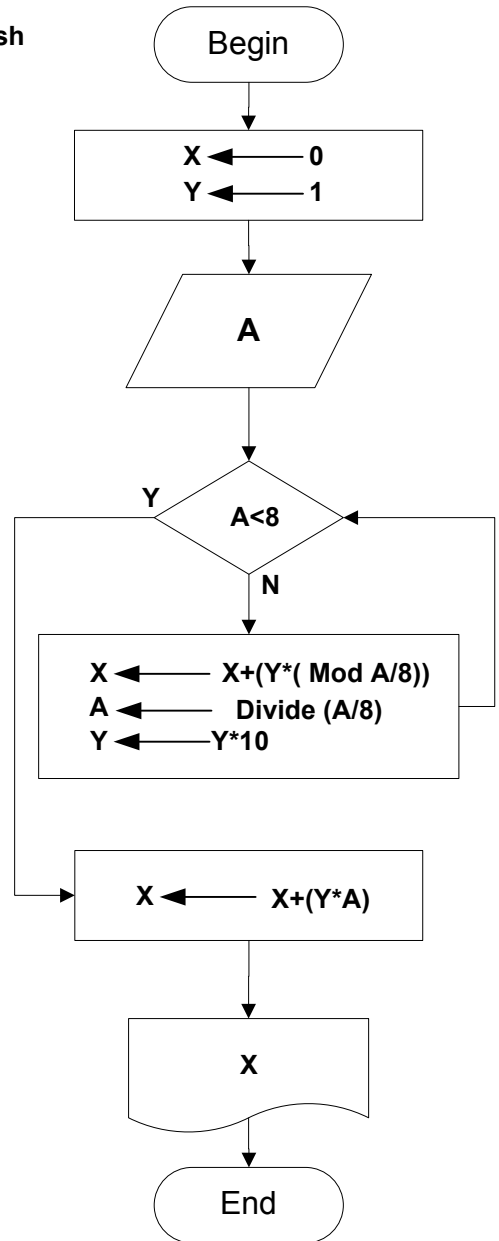 sh
Begin
X 0
Y 1
A
Y
A<8
N
X X+(Y*( Mod A/8))
A Divide (A/8)
Y Y*10
X X+(Y*A)
X
End